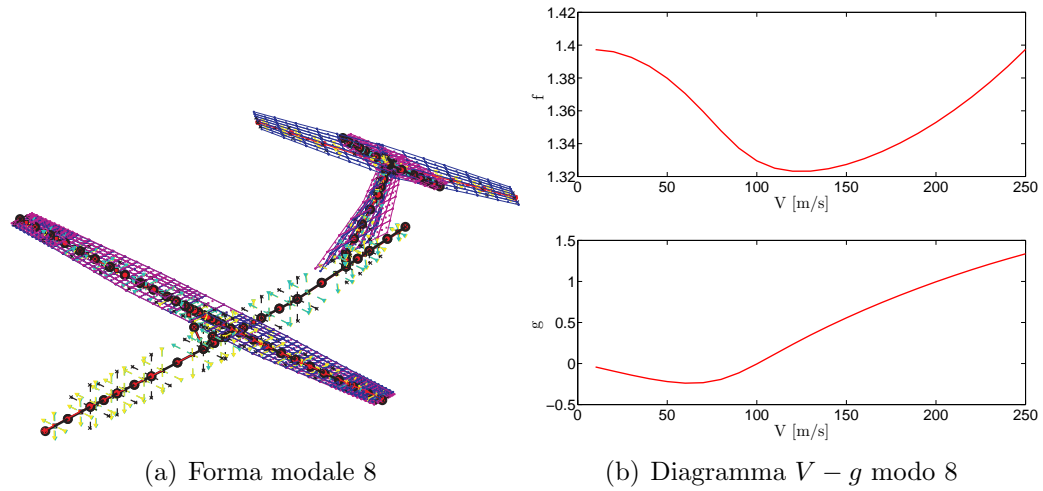 1.42
1.4
1.38
1.36
1.34
1.32
f
0 50 100 150 200 250
V [m/s]
1.5
1
0.5
0
−0.5
g
0 50 100 150 200 250
V [m/s]
(a) Forma modale 8
(b) Diagramma V − g modo 8